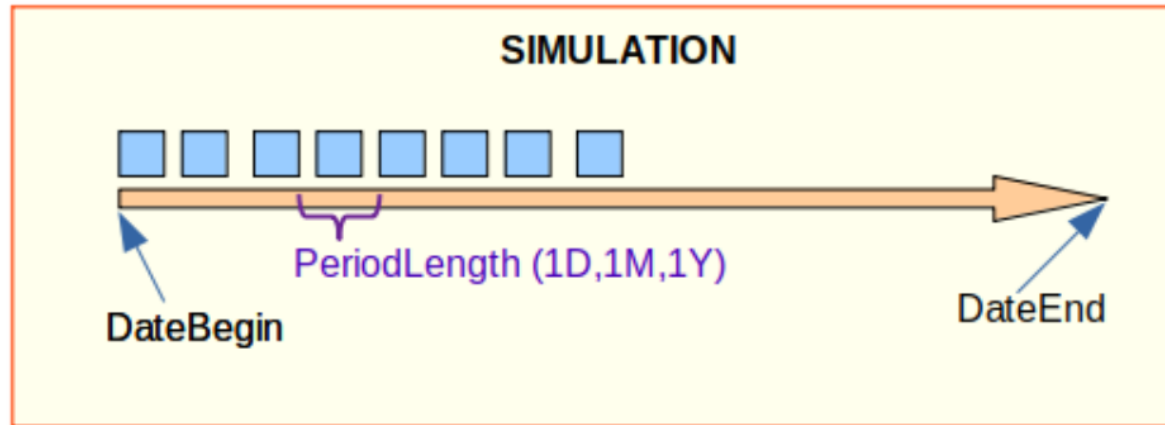 SIMULATION
PeriodLength (1D,1M,1Y)
DateBegin
DateEnd